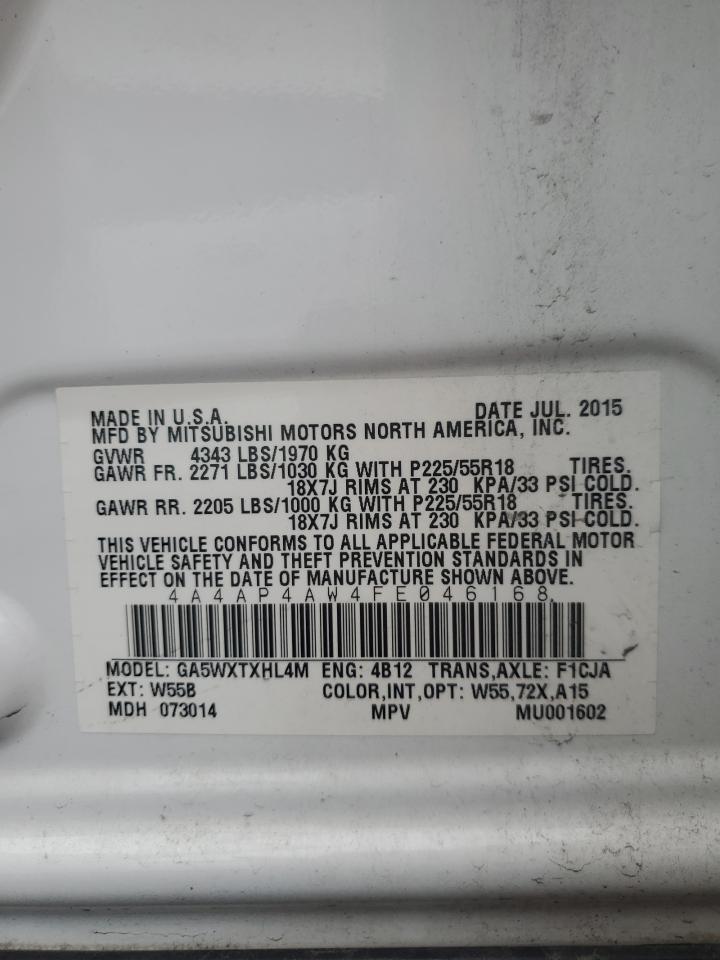 MADE IN U.S.A. DATE JUL. 2015
MFD BY MITSUBISHI MOTORS NORTH AMERICA, INC.
GVWR 4343 LBS/1970 KG
GAWR FR. 2271 LBS/1030 KG WITH P225/55R18 TIRES.
18X7J RIMS AT 230 KPA/33 PSI COLD.
GAWR RR. 2205 LBS/1000 KG WITH P225/55R18 TIRES.
18X7J RIMS AT 230 KPA/33 PSI COLD.
THIS VEHICLE CONFORMS TO ALL APPLICABLE FEDERAL MOTOR
VEHICLE SAFETY AND THEFT PREVENTION STANDARDS IN
EFFECT ON THE DATE OF MANUFACTURE SHOWN ABOVE.
4A4AP4AW4FE046168
MODEL: GA5WXTXHL4M ENG: 4B12 TRANS,AXLE: F1CJA
EXT: W55B COLOR,INT,OPT: W55,72X,A15
MDH 073014 MPV MU001602